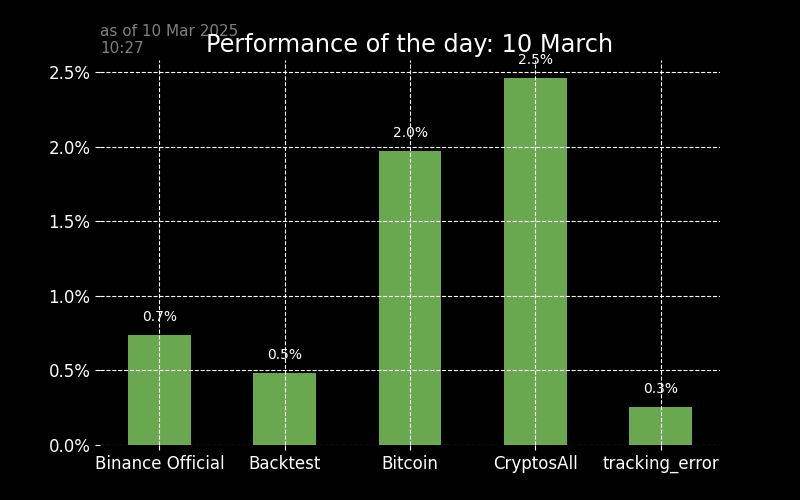 as of 10 Mar 2025
10:27
Performance of the day: 10 March
2.5%
2.0%
1.5%
1.0%
0.5%
0.0%
0.7%
0.5%
2.0%
2.5%
0.3%
Binance Official
Backtest
Bitcoin
CryptosAll
tracking_error